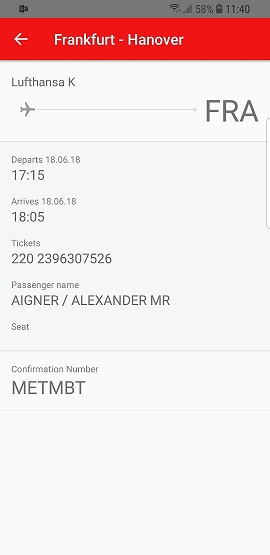 58% 11:40
Frankfurt - Hanover
Lufthansa K
FRA
Departs 18.06.18
17:15
Arrives 18.06.18
18:05
Tickets
220 2396307526
Passenger name
AIGNER / ALEXANDER MR
Seat
Confirmation Number
METMBT